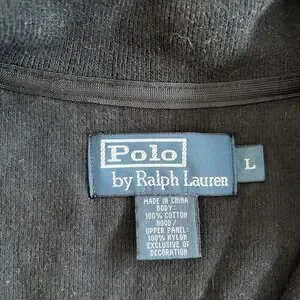 Polo
by Ralph Lauren
L
MADE IN CHINA
BODY:
100% COTTON
HOOD/
UPPER PANEL:
100% NYLON
EXCLUSIVE OF
DECORATION